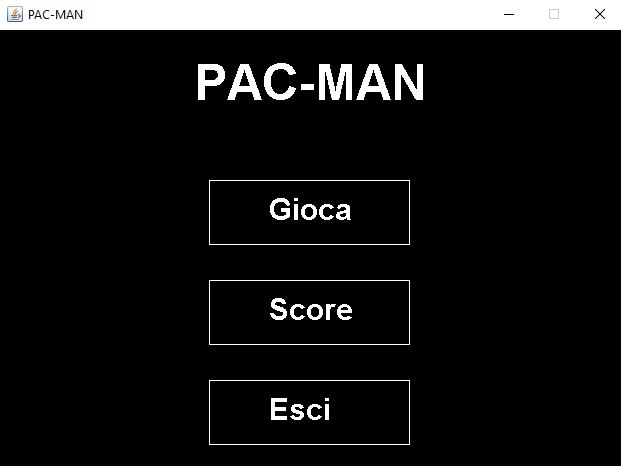 PAC-MAN
PAC-MAN
Gioca
Score
Esci